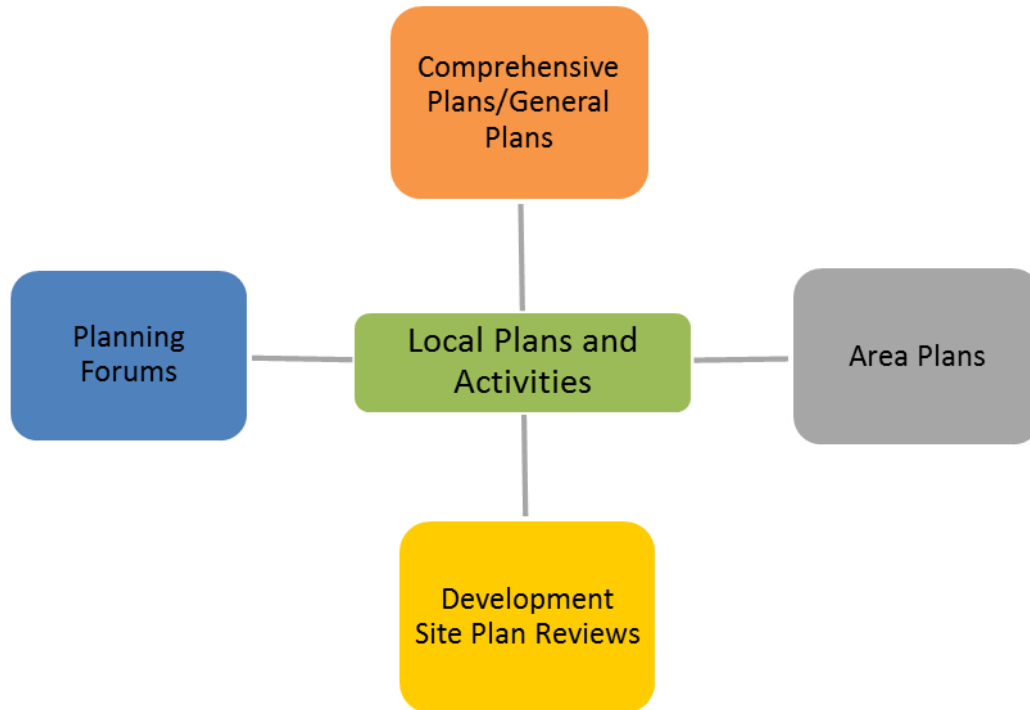 Comprehensive
Plans/General
Plans
Planning
Forums
Local Plans and
Activities
Area Plans
Development
Site Plan Reviews